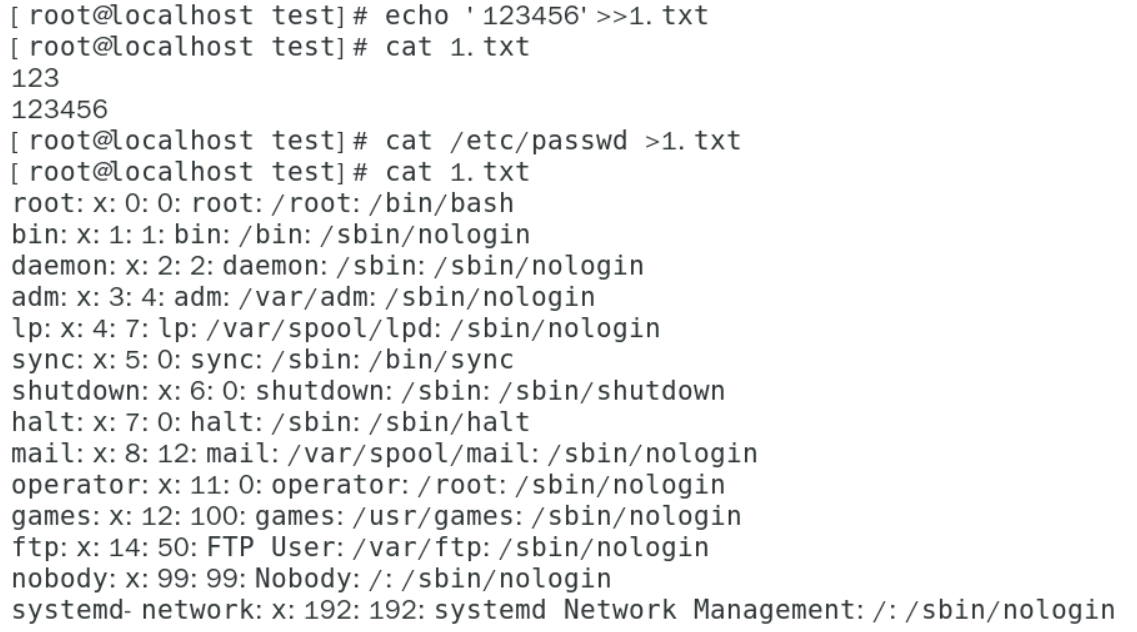 [root@localhost test]# echo '123456'>>1.txt
[root@localhost test]# cat 1.txt
123
123456
[root@localhost test]# cat /etc/passwd >1.txt
[root@localhost test]# cat 1.txt
root:x:0:0:root:/root:/bin/bash
bin:x:1:1:bin:/bin:/sbin/nologin
daemon:x:2:2:daemon:/sbin:/sbin/nologin
adm:x:3:4:adm:/var/adm:/sbin/nologin
lp:x:4:7:lp:/var/spool/lpd:/sbin/nologin
sync:x:5:0:sync:/sbin:/bin/sync
shutdown:x:6:0:shutdown:/sbin:/sbin/shutdown
halt:x:7:0:halt:/sbin:/sbin/halt
mail:x:8:12:mail:/var/spool/mail:/sbin/nologin
operator:x:11:0:operator:/root:/sbin/nologin
games:x:12:100:games:/usr/games:/sbin/nologin
ftp:x:14:50:FTP User:/var/ftp:/sbin/nologin
nobody:x:99:99:Nobody:/:/sbin/nologin
systemd-network:x:192:192:systemd Network Management:/:/sbin/nologin